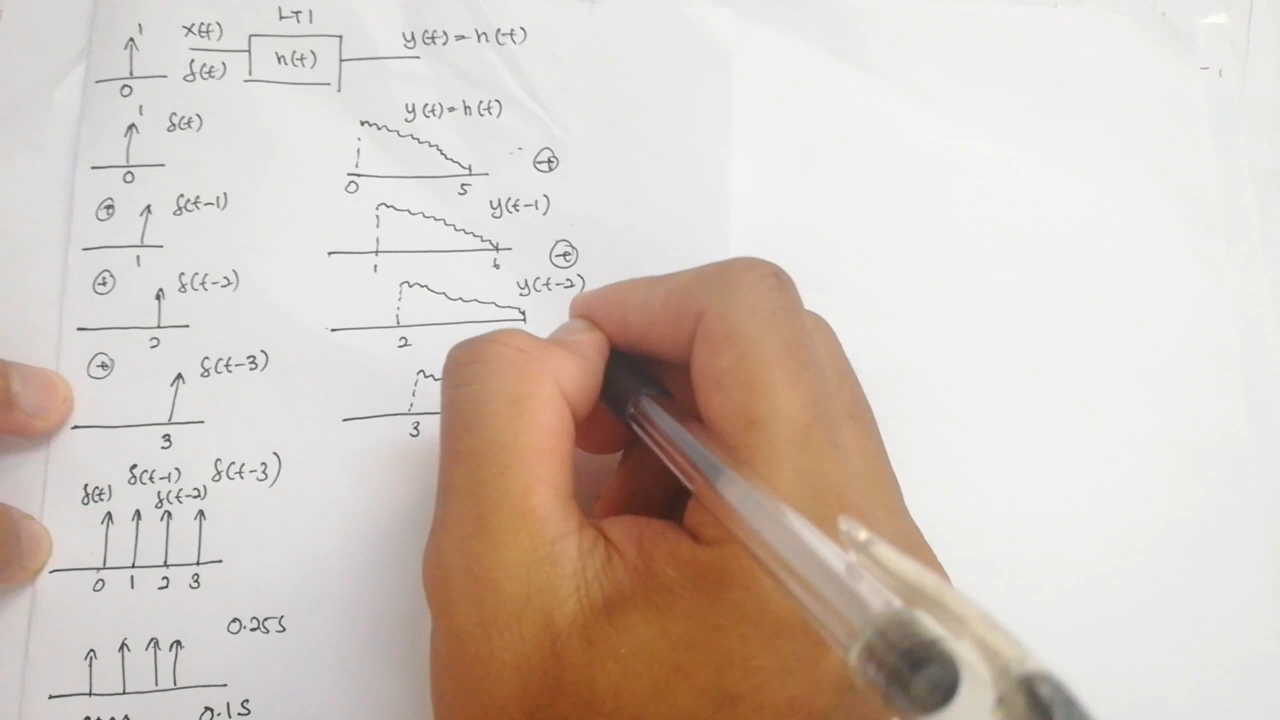 LTI
1 x(t) h(t) y(t) = h(t)
δ(t)
0
1 δ(t) y(t) = h(t)
0 0 5 ⊕
⊕ δ(t-1) y(t-1)
1 1 6 ⊕
⊕ δ(t-2) y(t-2)
2 2
⊕ δ(t-3)
3 3
δ(t) δ(t-1) δ(t-2) δ(t-3)
0 1 2 3
0.25s
0.1s